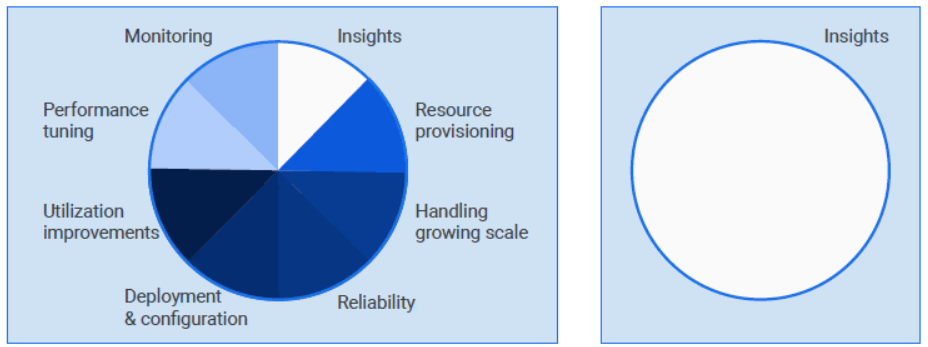 Monitoring
Insights
Resource
provisioning
Handling
growing scale
Reliability
Deployment
& configuration
Utilization
improvements
Performance
tuning
Insights